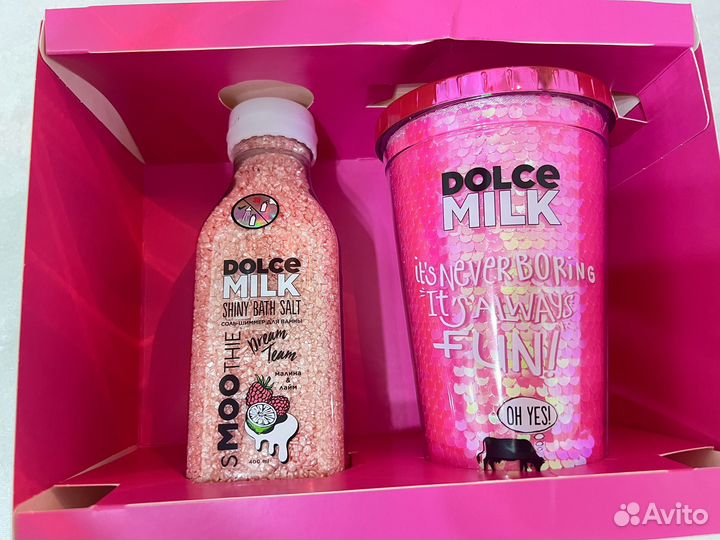 DOLCE
MILK
SHINY BATH SALT
СОЛЬ-ШИММЕР ДЛЯ ВАННЫ
SMOOTHIE
Dream
Team
малина &
лайм
400 ml
DOLCE
MILK
it's NEVER BORING
IT'S ALWAYS
FUN!
OH YES!
Avito